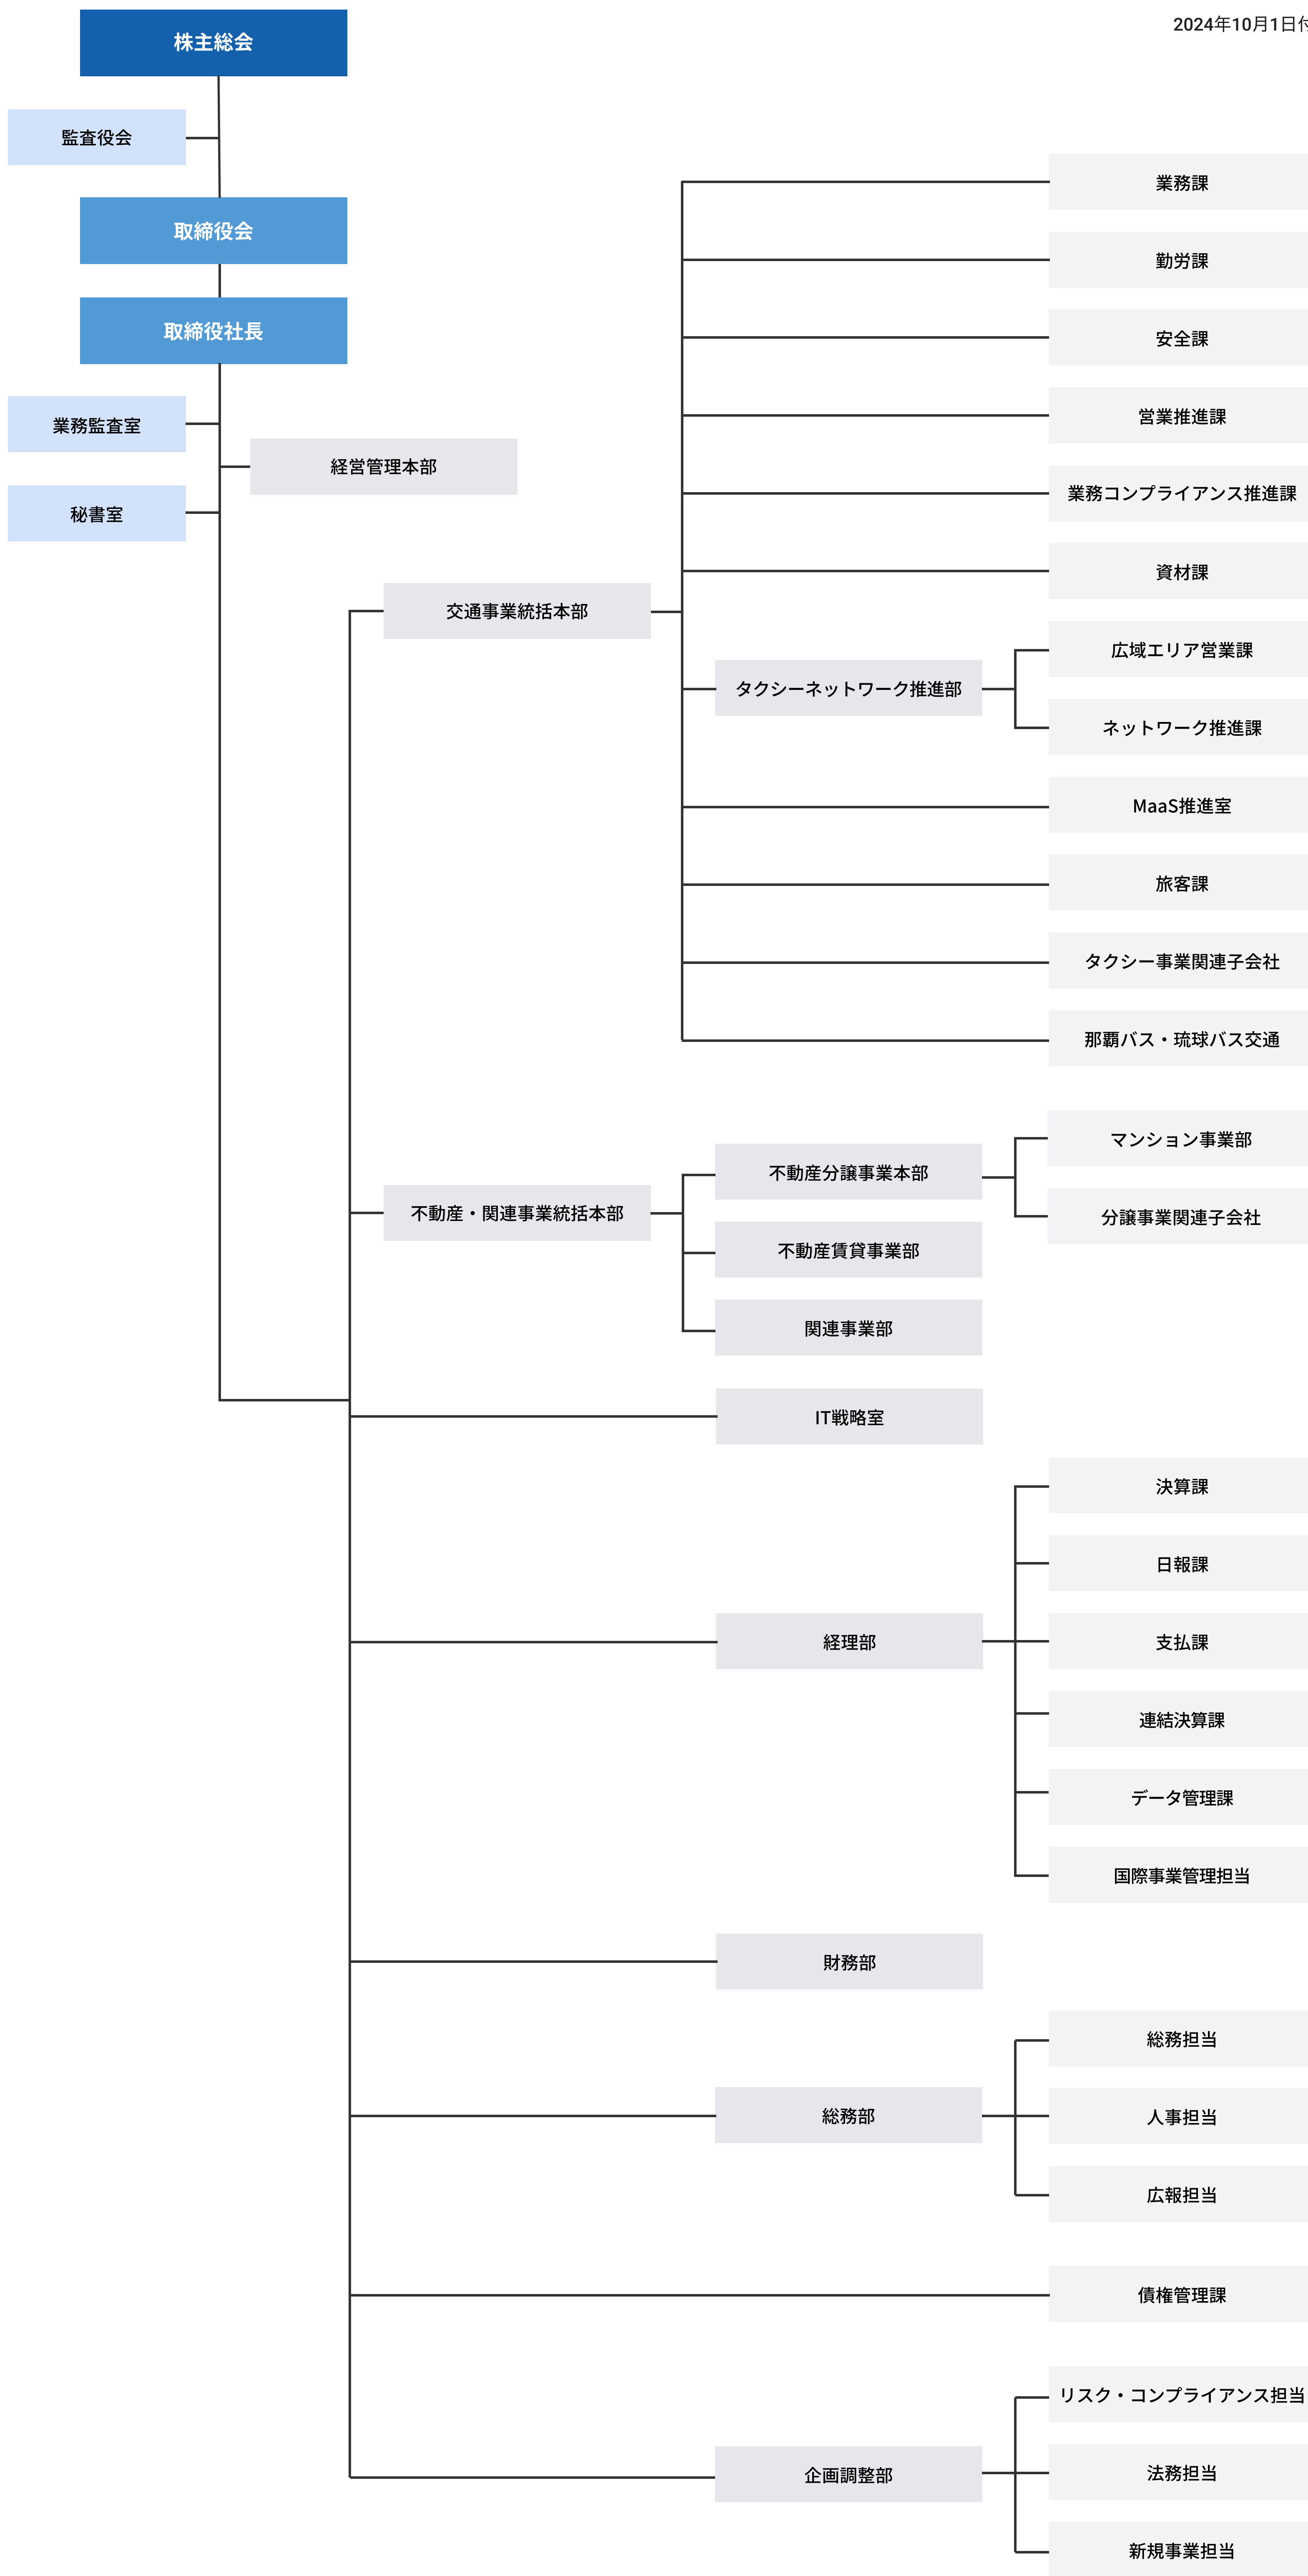 2024年10月1日付
株主総会
監査役会
取締役会
取締役社長
業務監査室
経営管理本部
秘書室
交通事業統括本部
業務課
勤労課
安全課
営業推進課
業務コンプライアンス推進課
資材課
タクシーネットワーク推進部
広域エリア営業課
ネットワーク推進課
MaaS推進室
旅客課
タクシー事業関連子会社
那覇バス・琉球バス交通
不動産・関連事業統括本部
不動産分譲事業本部
マンション事業部
分譲事業関連子会社
不動産賃貸事業部
関連事業部
IT戦略室
経理部
決算課
日報課
支払課
連結決算課
データ管理課
国際事業管理担当
財務部
総務部
総務担当
人事担当
広報担当
債権管理課
企画調整部
リスク・コンプライアンス担当
法務担当
新規事業担当